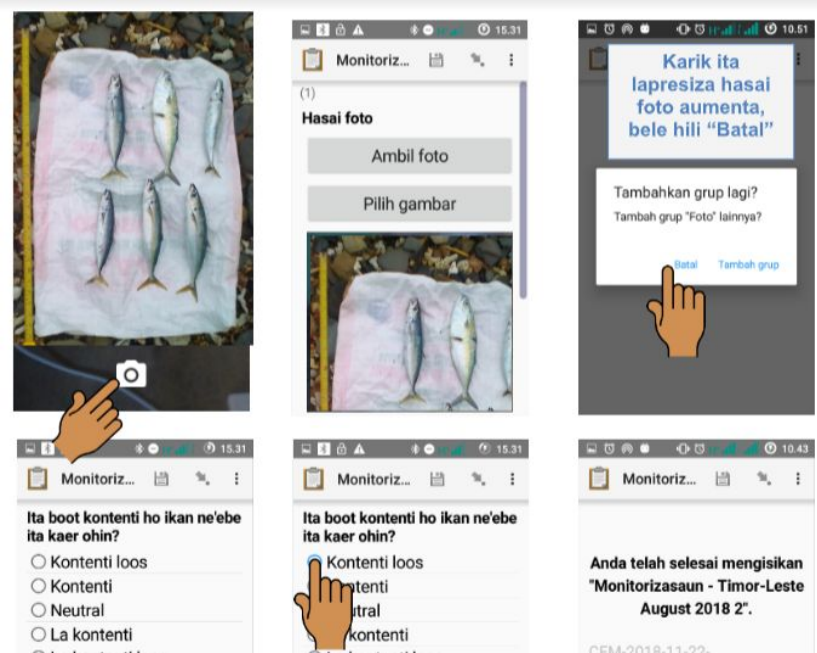 15.31
Monitoriz...
(1)
Hasai foto
Ambil foto
Pilih gambar
10.51
Karik ita
lapresiza hasai
foto aumenta,
bele hili “Batal”
Tambahkan grup lagi?
Tambah grup "Foto" lainnya?
Batal Tambah grup
15.31
Monitoriz...
Ita boot kontenti ho ikan ne'ebe
ita kaer ohin?
Kontenti loos
Kontenti
Neutral
La kontenti
15.31
Monitoriz...
Ita boot kontenti ho ikan ne'ebe
ita kaer ohin?
Kontenti loos
ntenti
utral
kontenti
10.43
Monitoriz...
Anda telah selesai mengisikan
"Monitorizasaun - Timor-Leste
August 2018 2".